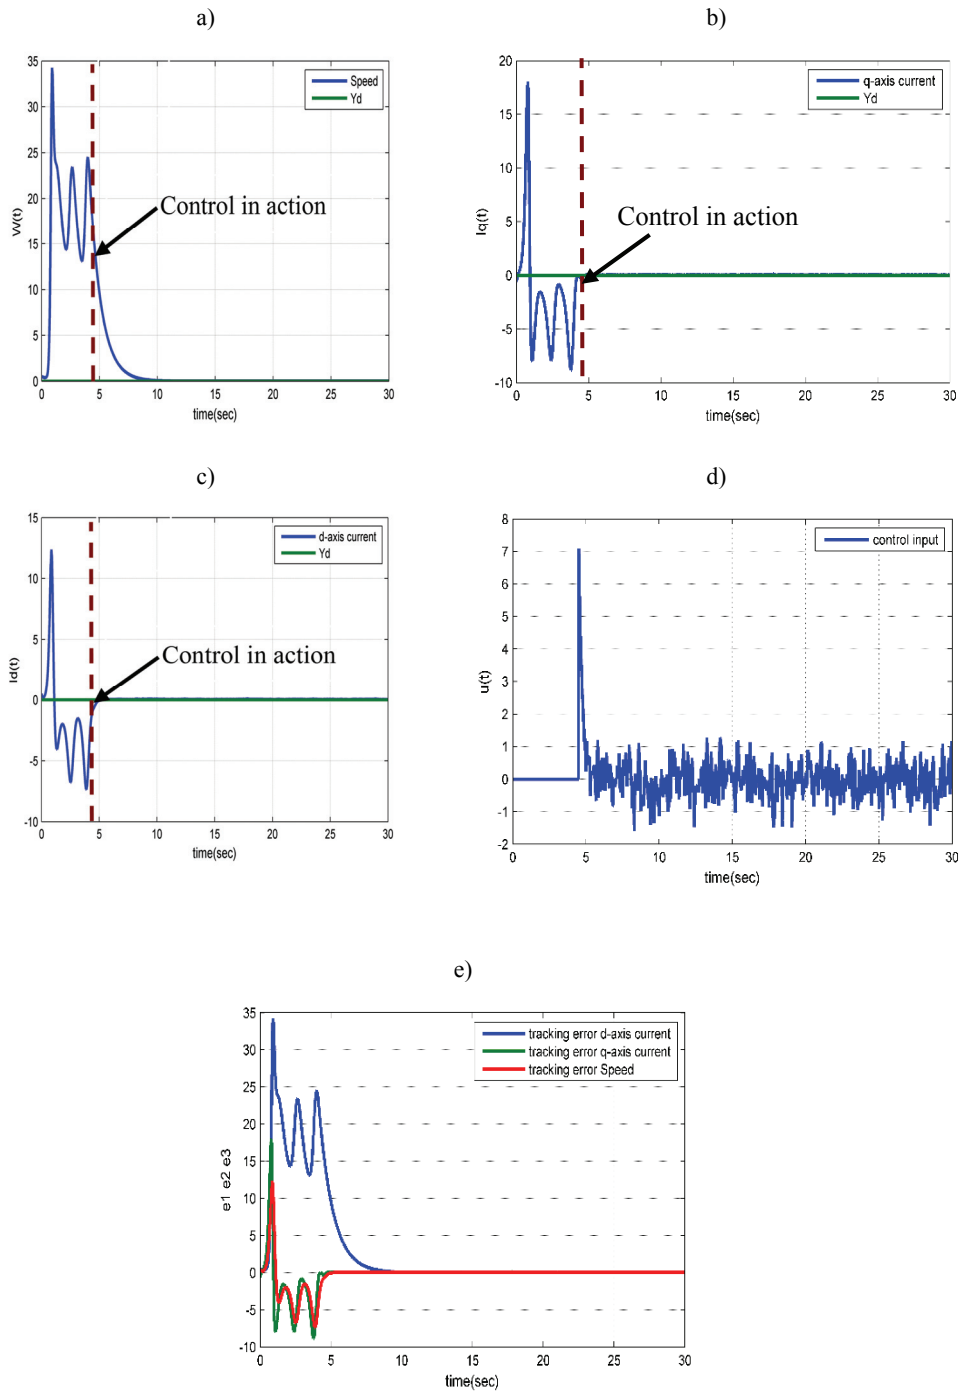 a)
35
30
25
20
15
10
5
0
W(t)
Speed
Yd
Control in action
0 5 10 15 20 25 30
time(sec)
b)
20
15
10
5
0
-5
-10
Iq(t)
q-axis current
Yd
Control in action
0 5 10 15 20 25 30
time(sec)
c)
15
10
5
0
-5
-10
Id(t)
d-axis current
Yd
Control in action
0 5 10 15 20 25 30
time(sec)
d)
8
7
6
5
4
3
2
1
0
-1
-2
u(t)
control input
0 5 10 15 20 25 30
time(sec)
e)
35
30
25
20
15
10
5
0
-5
-10
e1 e2 e3
tracking error d-axis current
tracking error q-axis current
tracking error Speed
0 5 10 15 20 25 30
time(sec)